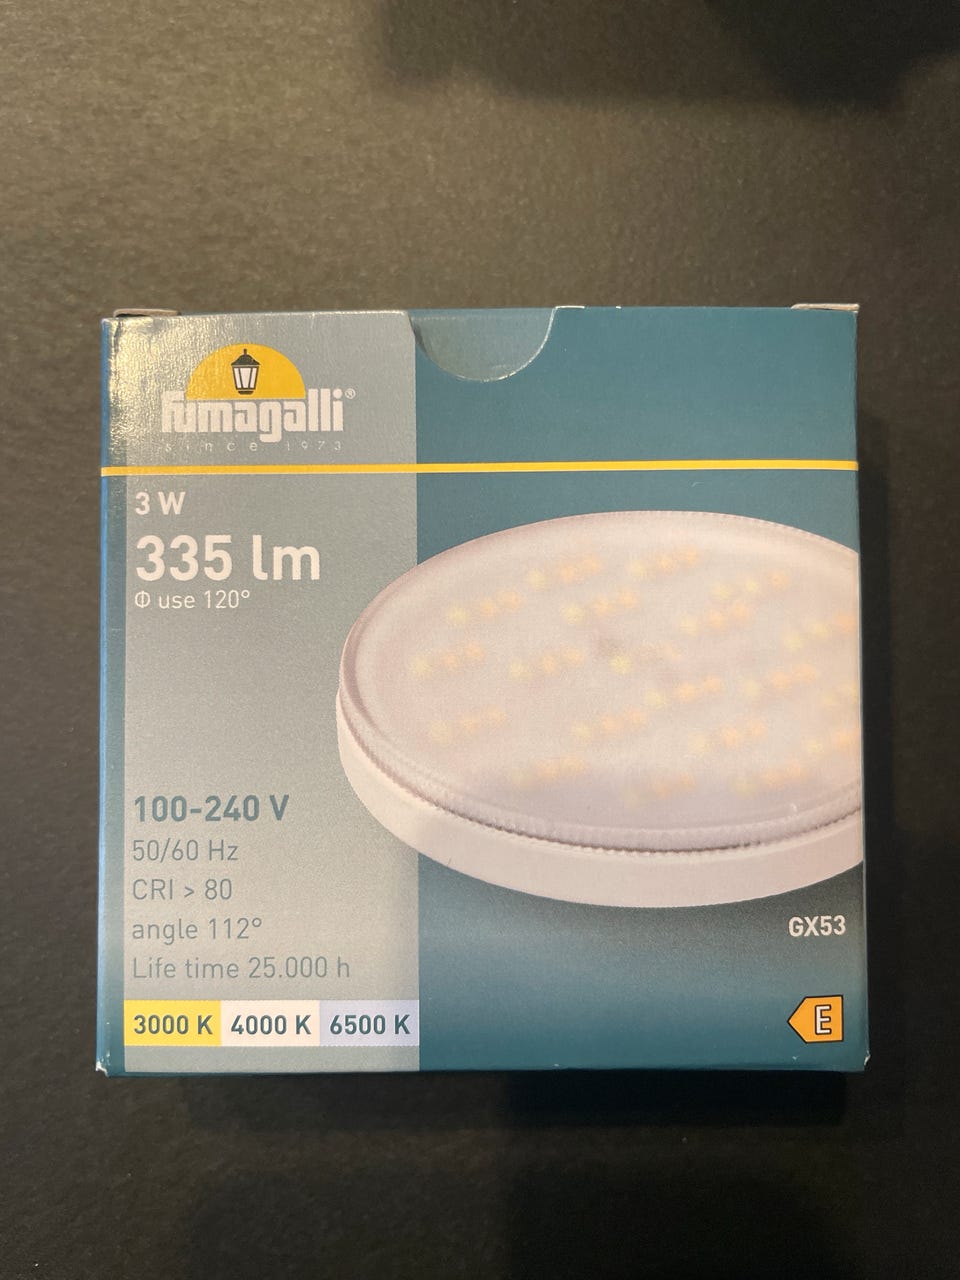 fumagalli®
since 1973
3 W
335 lm
Φ use 120°
100-240 V
50/60 Hz
CRI > 80
angle 112°
Life time 25.000 h
3000 K 4000 K 6500 K
GX53
E